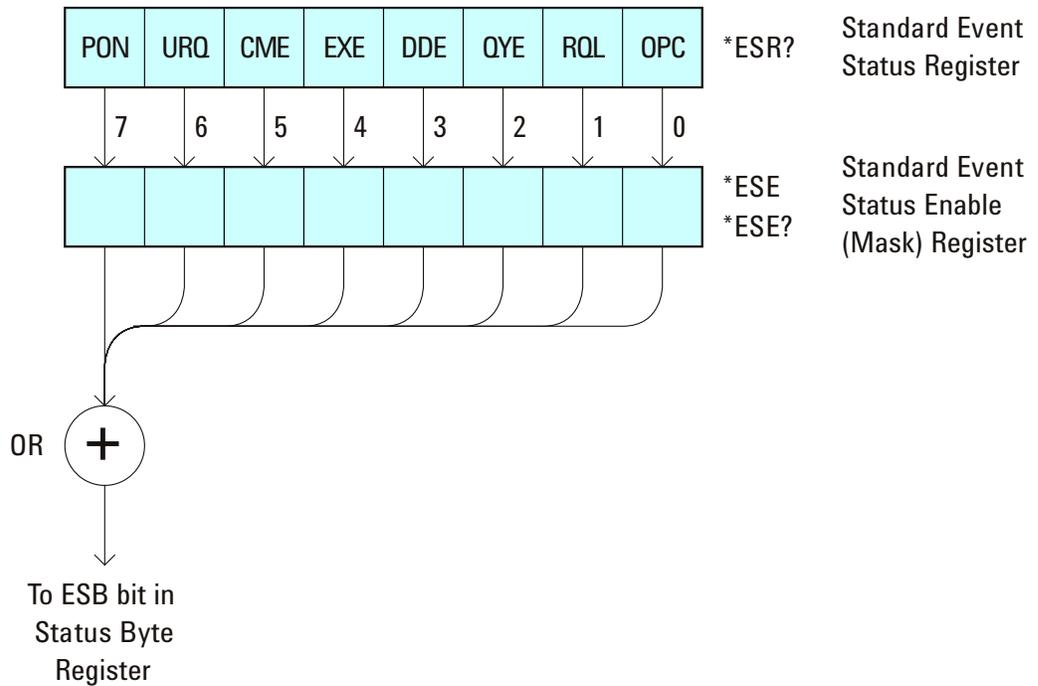 PON URQ CME EXE DDE QYE RQL OPC
*ESR?
Standard Event
Status Register
7 6 5 4 3 2 1 0
*ESE
*ESE?
Standard Event
Status Enable
(Mask) Register
OR
+
To ESB bit in
Status Byte
Register